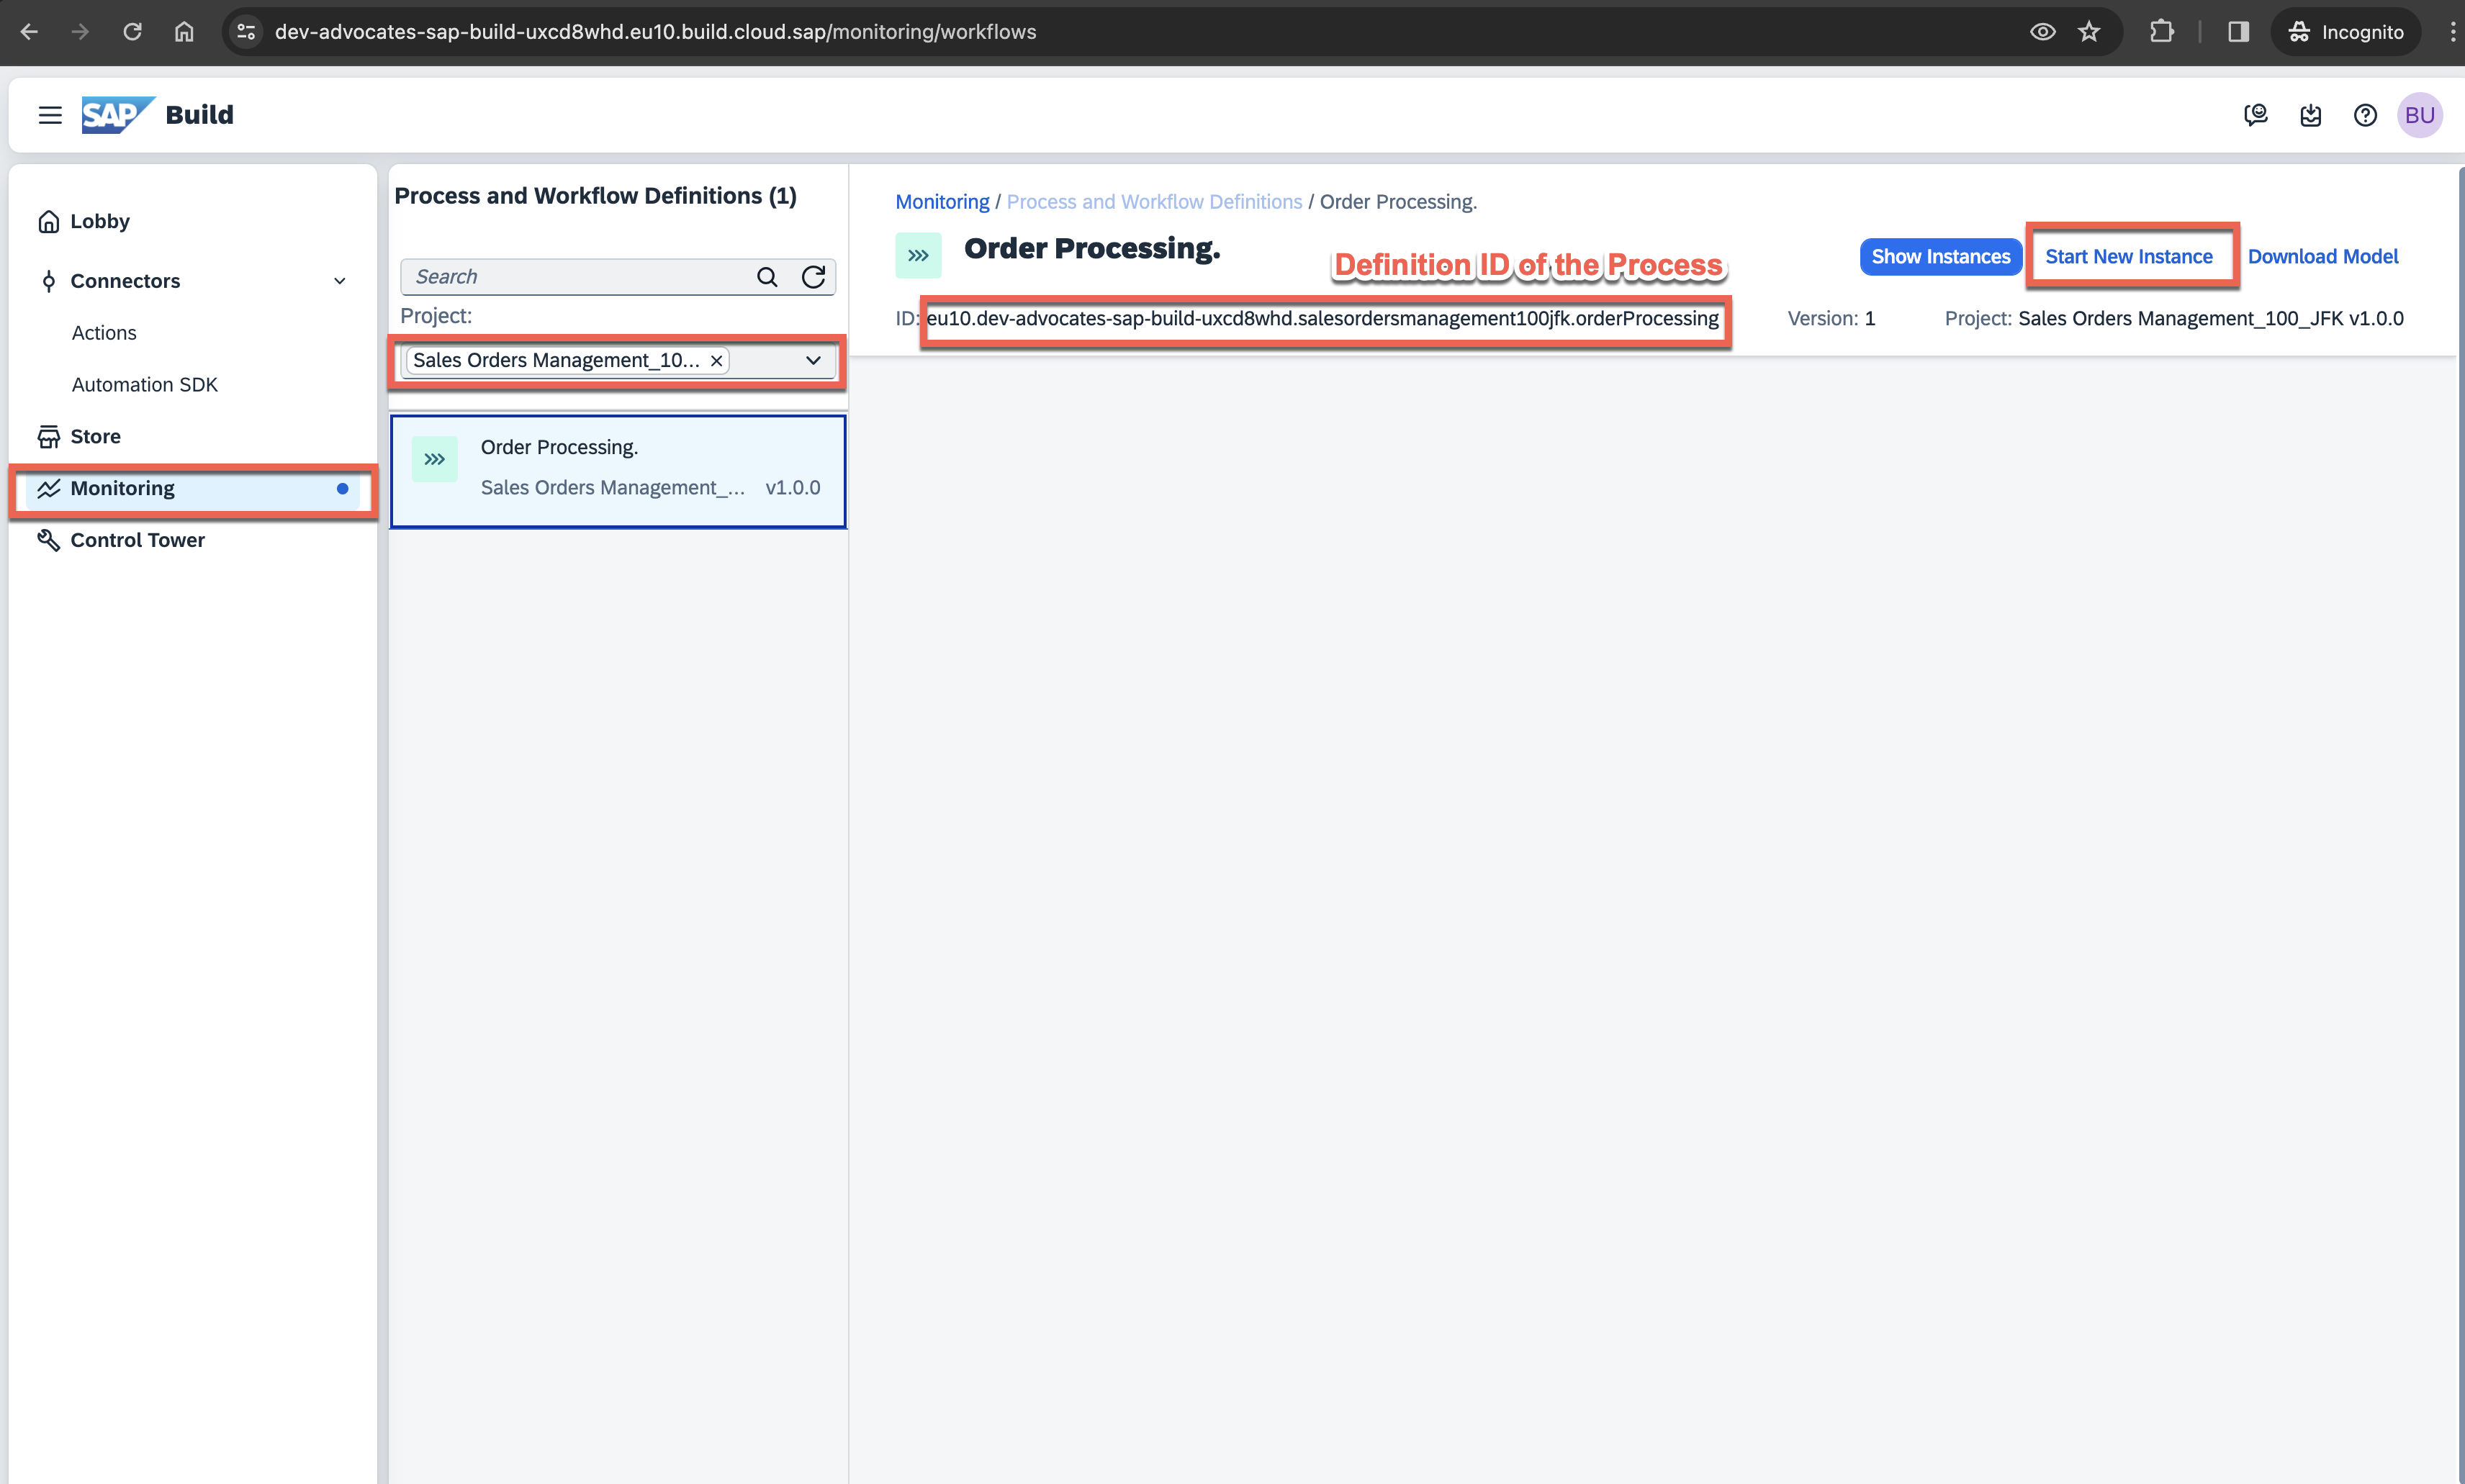 dev-advocates-sap-build-uxcd8whd.eu10.build.cloud.sap/monitoring/workflows
Incognito
SAP Build
BU
Lobby
Connectors
Actions
Automation SDK
Store
Monitoring
Control Tower
Process and Workflow Definitions (1)
Search
Project:
Sales Orders Management_10...
Order Processing.
Sales Orders Management_... v1.0.0
Monitoring / Process and Workflow Definitions / Order Processing.
Order Processing.
Definition ID of the Process
Show Instances
Start New Instance
Download Model
ID: eu10.dev-advocates-sap-build-uxcd8whd.salesordersmanagement100jfk.orderProcessing
Version: 1
Project: Sales Orders Management_100_JFK v1.0.0